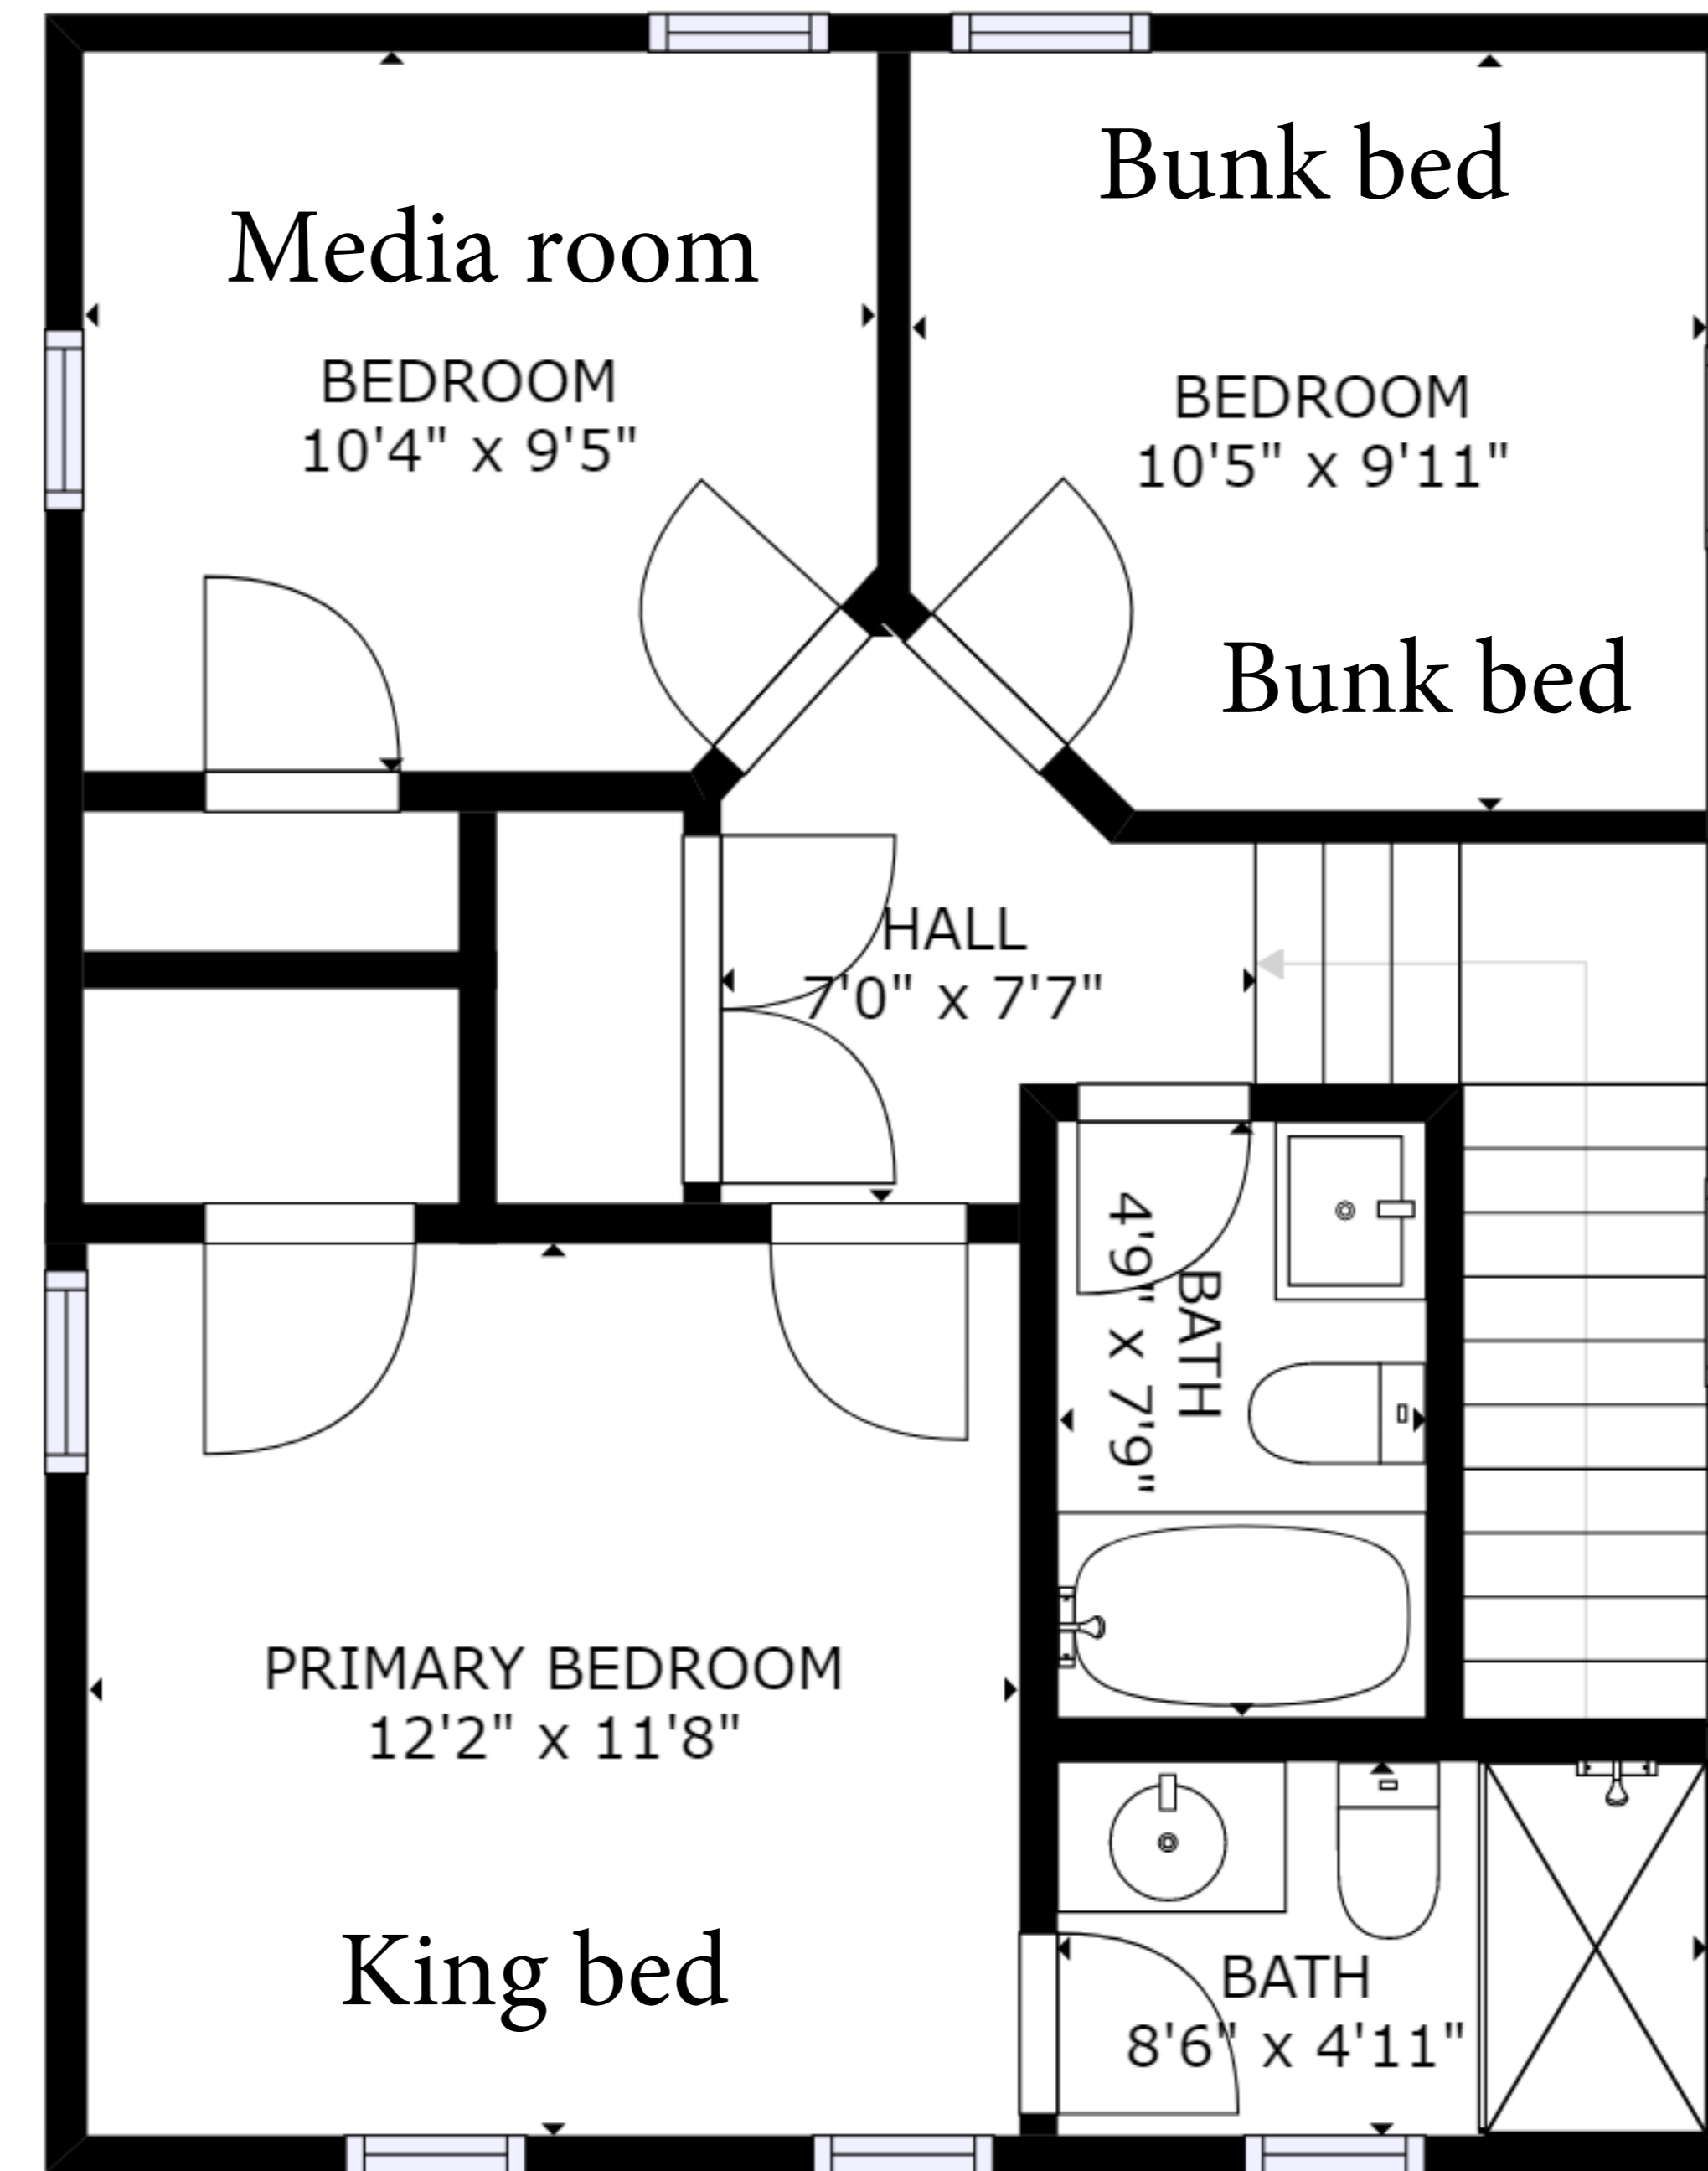 Bunk bed
Media room
BEDROOM
10'4" x 9'5"
BEDROOM
10'5" x 9'11"
Bunk bed
HALL
7'0" x 7'7"
BATH
4'9" x 7'9"
PRIMARY BEDROOM
12'2" x 11'8"
King bed
BATH
8'6" x 4'11"